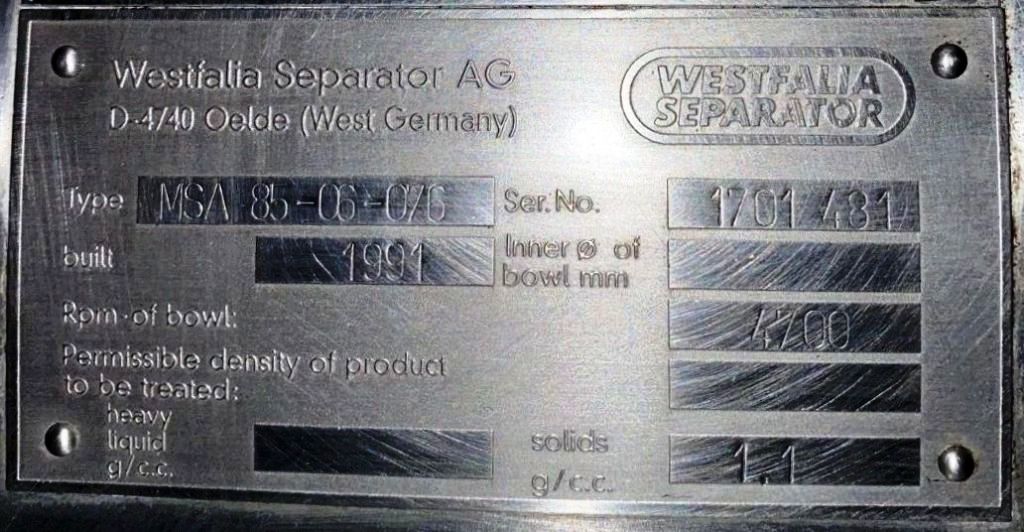 Westfalia Separator AG
D-4740 Oelde (West Germany)
WESTFALIA
SEPARATOR
Type MSA 85-06-076 Ser. No. 1701 481
built 1991 Inner ø of
bowl mm
Rpm of bowl: 4700
Permissible density of product
to be treated:
heavy
liquid
g/c.c.
solids 1,1
g/c.c.